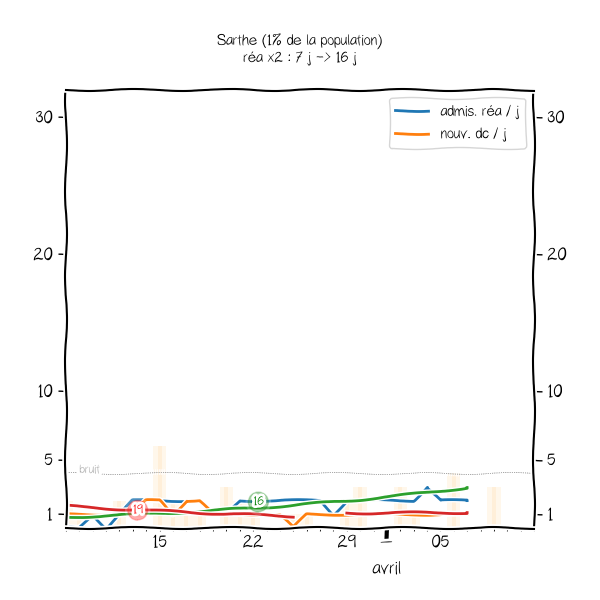 Sarthe (1% de la population)
réa x2 : 7 j -> 16 j
admis. réa / j
nouv. dc / j
30
30
20
20
10
10
5
5
bruit
1
1
19
16
15
22
29
1
05
avril